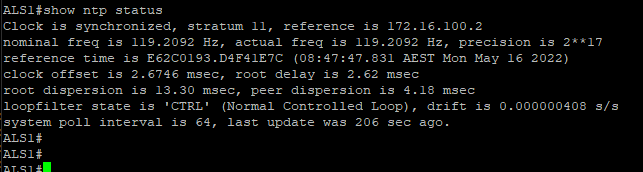 ALS1#show ntp status
Clock is synchronized, stratum 11, reference is 172.16.100.2
nominal freq is 119.2092 Hz, actual freq is 119.2092 Hz, precision is 2**17
reference time is E62C0193.D4F41E7C (08:47:47.831 AEST Mon May 16 2022)
clock offset is 2.6746 msec, root delay is 2.62 msec
root dispersion is 13.30 msec, peer dispersion is 4.18 msec
loopfilter state is 'CTRL' (Normal Controlled Loop), drift is 0.000000408 s/s
system poll interval is 64, last update was 206 sec ago.
ALS1#
ALS1#
ALS1#